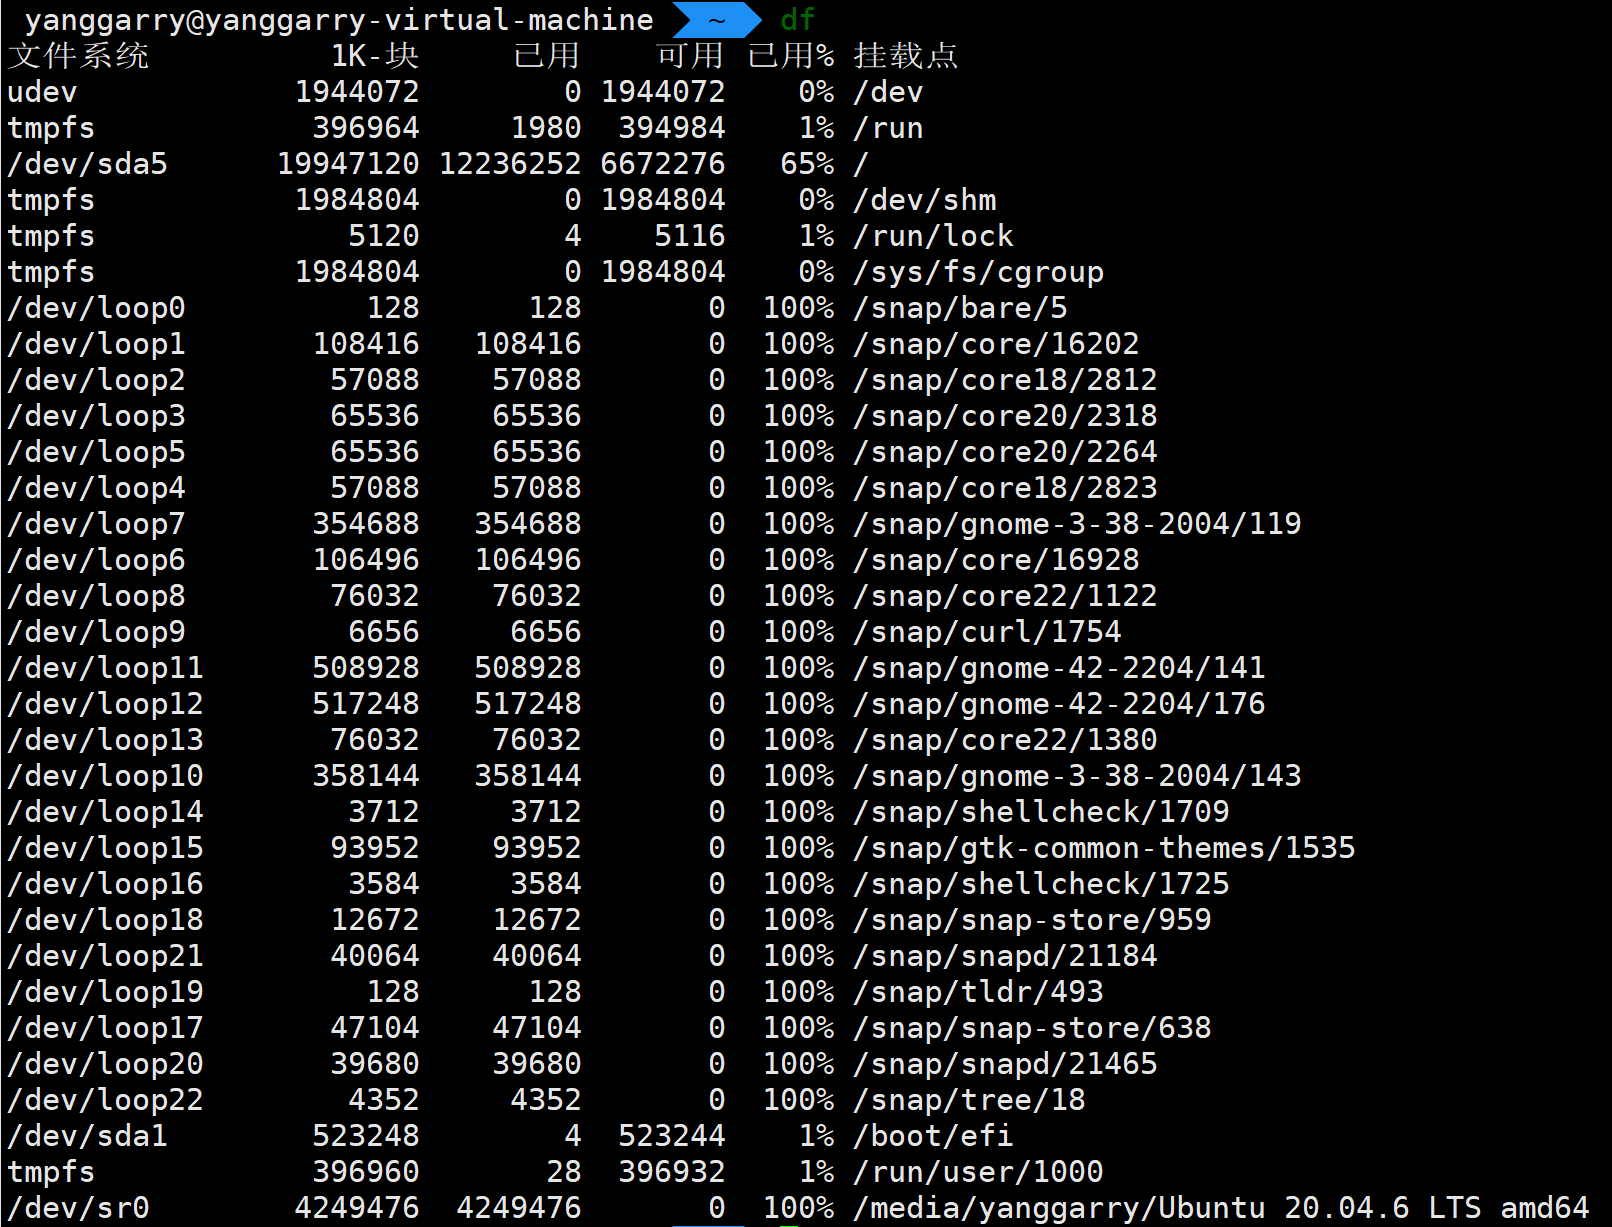 yanggarry@yanggarry-virtual-machine ~ df
文件系统 1K-块 已用 可用 已用% 挂载点
udev 1944072 0 1944072 0% /dev
tmpfs 396964 1980 394984 1% /run
/dev/sda5 19947120 12236252 6672276 65% /
tmpfs 1984804 0 1984804 0% /dev/shm
tmpfs 5120 4 5116 1% /run/lock
tmpfs 1984804 0 1984804 0% /sys/fs/cgroup
/dev/loop0 128 128 0 100% /snap/bare/5
/dev/loop1 108416 108416 0 100% /snap/core/16202
/dev/loop2 57088 57088 0 100% /snap/core18/2812
/dev/loop3 65536 65536 0 100% /snap/core20/2318
/dev/loop5 65536 65536 0 100% /snap/core20/2264
/dev/loop4 57088 57088 0 100% /snap/core18/2823
/dev/loop7 354688 354688 0 100% /snap/gnome-3-38-2004/119
/dev/loop6 106496 106496 0 100% /snap/core/16928
/dev/loop8 76032 76032 0 100% /snap/core22/1122
/dev/loop9 6656 6656 0 100% /snap/curl/1754
/dev/loop11 508928 508928 0 100% /snap/gnome-42-2204/141
/dev/loop12 517248 517248 0 100% /snap/gnome-42-2204/176
/dev/loop13 76032 76032 0 100% /snap/core22/1380
/dev/loop10 358144 358144 0 100% /snap/gnome-3-38-2004/143
/dev/loop14 3712 3712 0 100% /snap/shellcheck/1709
/dev/loop15 93952 93952 0 100% /snap/gtk-common-themes/1535
/dev/loop16 3584 3584 0 100% /snap/shellcheck/1725
/dev/loop18 12672 12672 0 100% /snap/snap-store/959
/dev/loop21 40064 40064 0 100% /snap/snapd/21184
/dev/loop19 128 128 0 100% /snap/tldr/493
/dev/loop17 47104 47104 0 100% /snap/snap-store/638
/dev/loop20 39680 39680 0 100% /snap/snapd/21465
/dev/loop22 4352 4352 0 100% /snap/tree/18
/dev/sda1 523248 4 523244 1% /boot/efi
tmpfs 396960 28 396932 1% /run/user/1000
/dev/sr0 4249476 4249476 0 100% /media/yanggarry/Ubuntu 20.04.6 LTS amd64